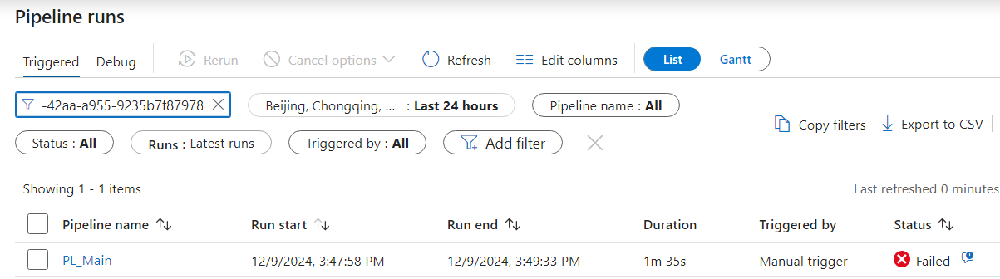 Pipeline runs
Triggered Debug Rerun Cancel options Refresh Edit columns List Gantt
-42aa-a955-9235b7f87978 Beijing, Chongqing, ... : Last 24 hours Pipeline name : All
Copy filters Export to CSV
Status : All Runs : Latest runs Triggered by : All Add filter
Showing 1 - 1 items Last refreshed 0 minutes
Pipeline name Run start Run end Duration Triggered by Status
PL_Main 12/9/2024, 3:47:58 PM 12/9/2024, 3:49:33 PM 1m 35s Manual trigger Failed